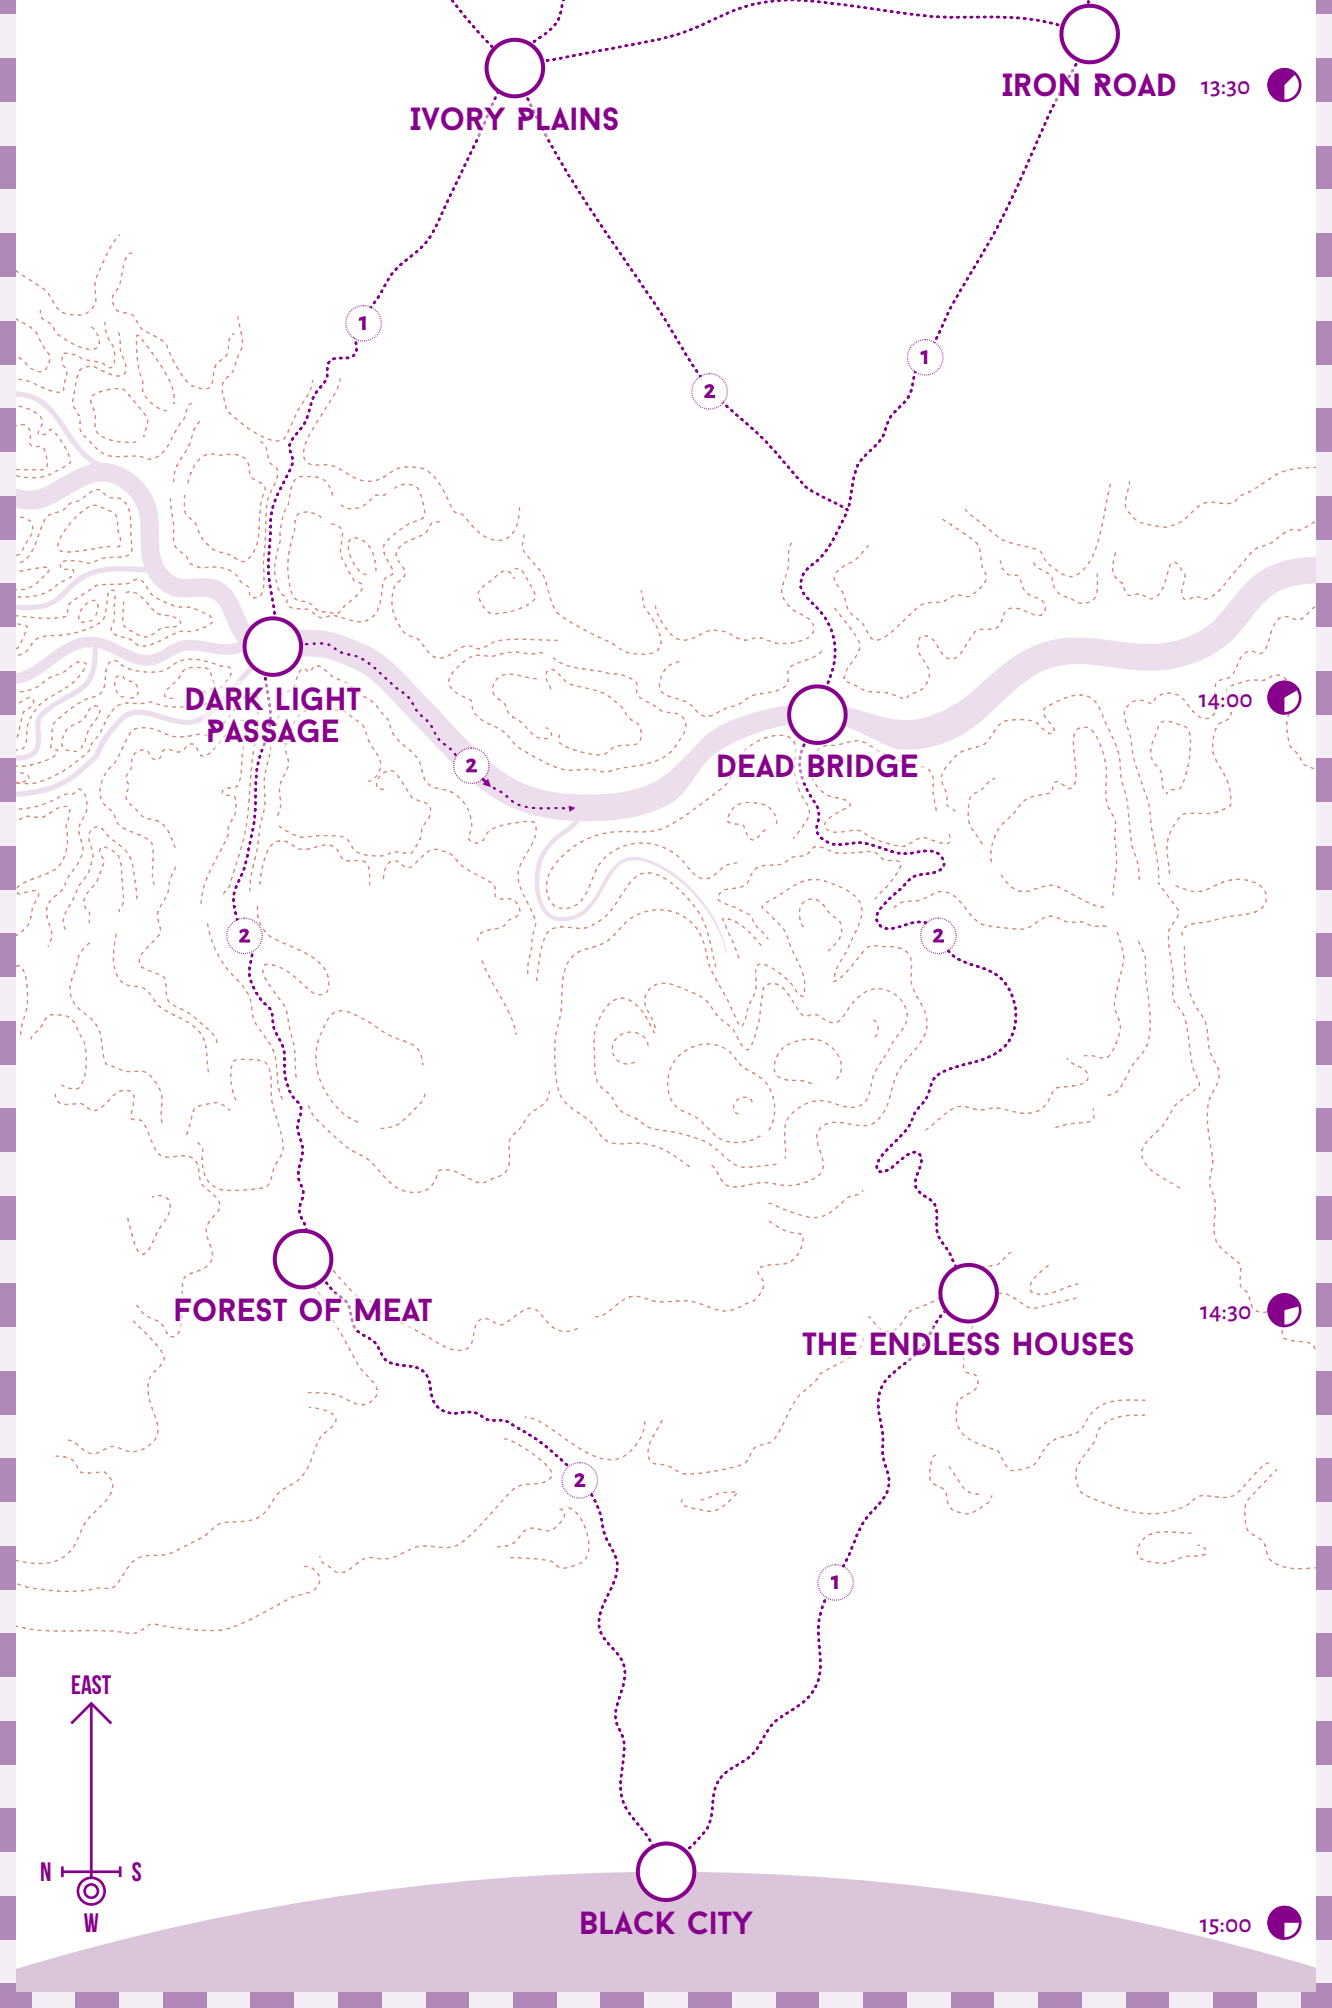 IRON ROAD
13:30
IVORY PLAINS
1
1
2
DARK LIGHT
PASSAGE
14:00
2
DEAD BRIDGE
2
2
FOREST OF MEAT
14:30
THE ENDLESS HOUSES
2
1
EAST
N
S
W
BLACK CITY
15:00